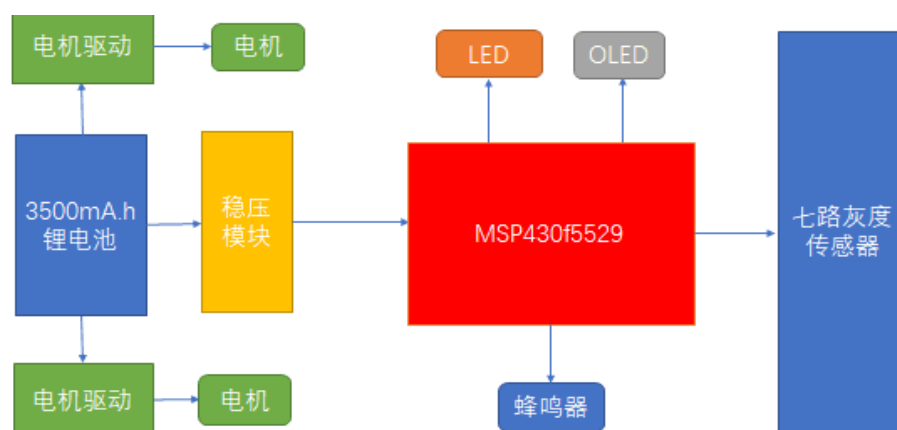 电机驱动
电机
LED
OLED
3500mA.h
锂电池
稳压
模块
MSP430f5529
七路灰度
传感器
电机驱动
电机
蜂鸣器